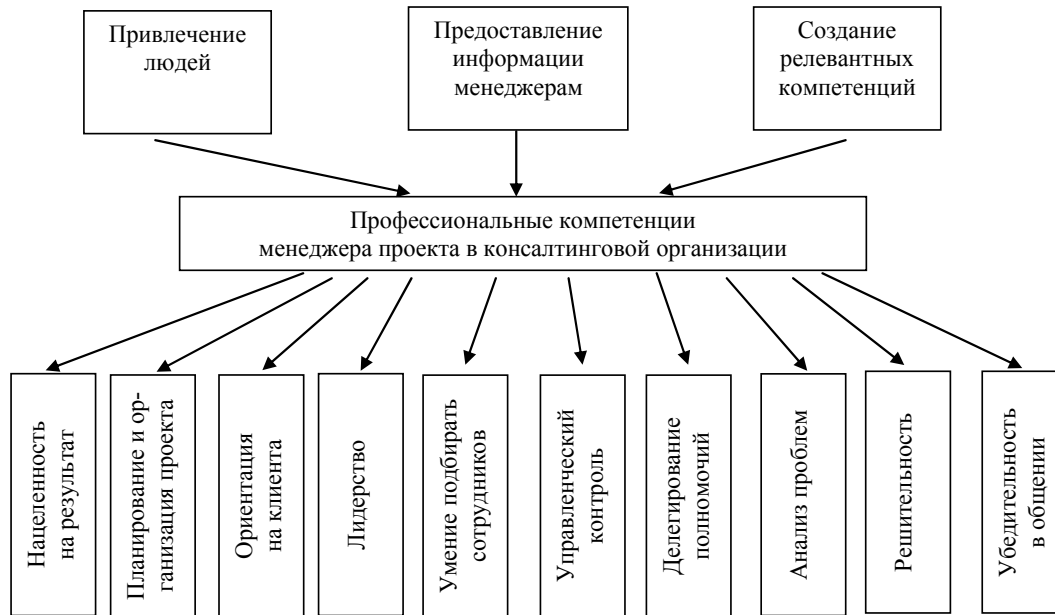 Привлечение
людей
Предоставление
информации
менеджерам
Создание
релевантных
компетенций
Профессиональные компетенции
менеджера проекта в консалтинговой организации
Нацеленность
на результат
Планирование и ор-
ганизация проекта
Ориентация
на клиента
Лидерство
Умение подбирать
сотрудников
Управленческий
контроль
Делегирование
полномочий
Анализ проблем
Решительность
Убедительность
в общении